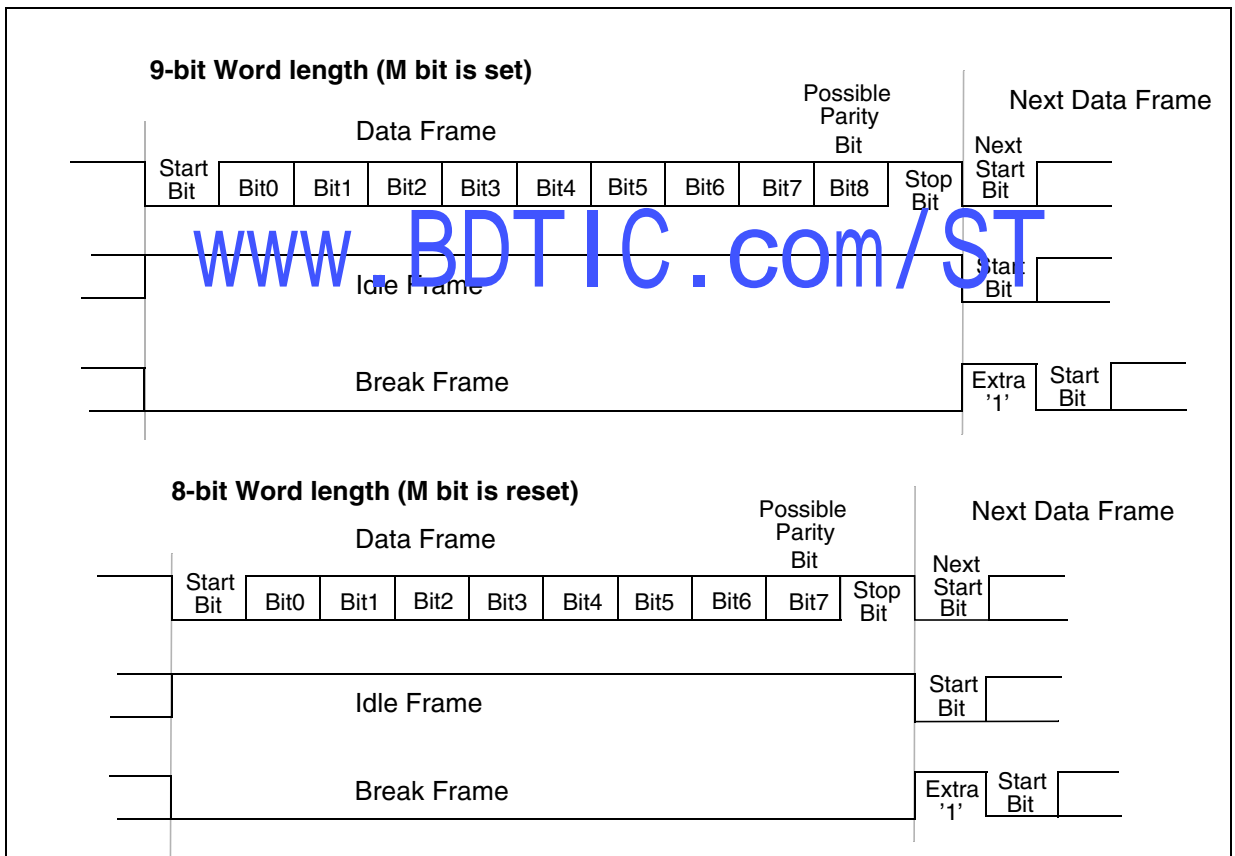 9-bit Word length (M bit is set)
Possible
Parity
Bit
Next Data Frame
Data Frame
Start
Bit
Bit0 Bit1 Bit2 Bit3 Bit4 Bit5 Bit6 Bit7 Bit8
Stop
Bit
Next
Start
Bit
www.BDTIC.com/ST
Idle Frame
Start
Bit
Break Frame
Extra
'1'
Start
Bit
8-bit Word length (M bit is reset)
Possible
Parity
Bit
Next Data Frame
Data Frame
Start
Bit
Bit0 Bit1 Bit2 Bit3 Bit4 Bit5 Bit6 Bit7
Stop
Bit
Next
Start
Bit
Idle Frame
Start
Bit
Break Frame
Extra
'1'
Start
Bit